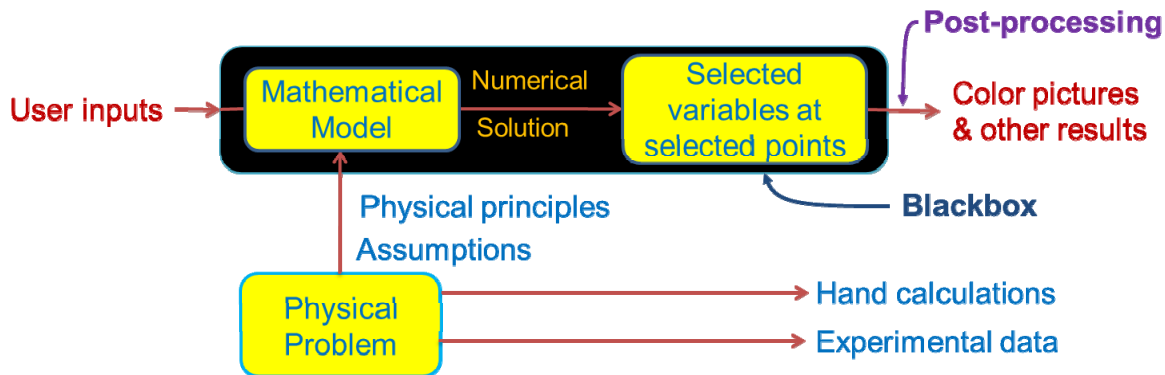 Post-processing
User inputs
Mathematical
Model
Numerical
Solution
Selected
variables at
selected points
Color pictures
& other results
Blackbox
Physical principles
Assumptions
Physical
Problem
Hand calculations
Experimental data